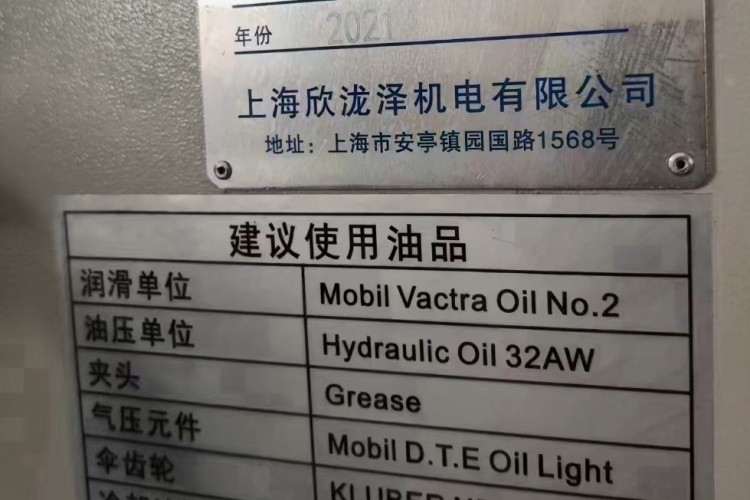 年份 2021
上海欣泷泽机电有限公司
地址：上海市安亭镇园国路1568号
建议使用油品
润滑单位 Mobil Vactra Oil No.2
油压单位 Hydraulic Oil 32AW
夹头 Grease
气压元件 Mobil D.T.E Oil Light
伞齿轮 KLUBER